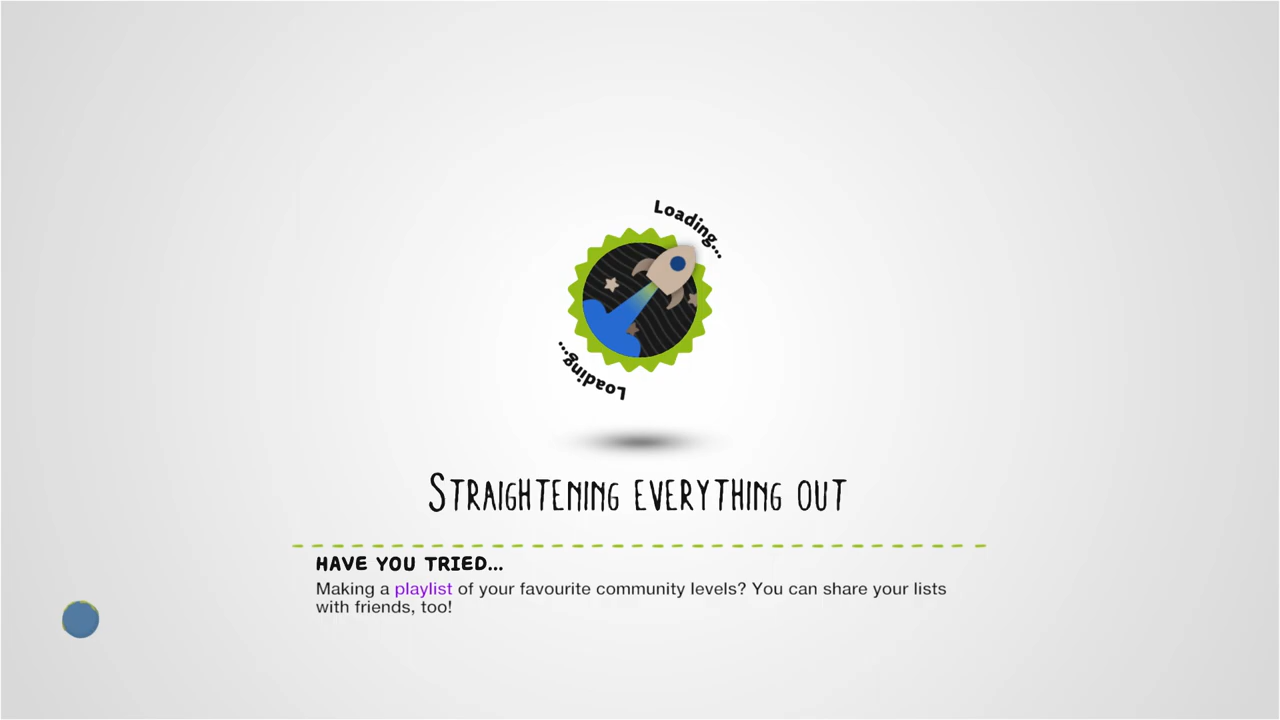 Loading...
Loading...
STRAIGHTENING EVERYTHING OUT
HAVE YOU TRIED...
Making a playlist of your favourite community levels? You can share your lists
with friends, too!